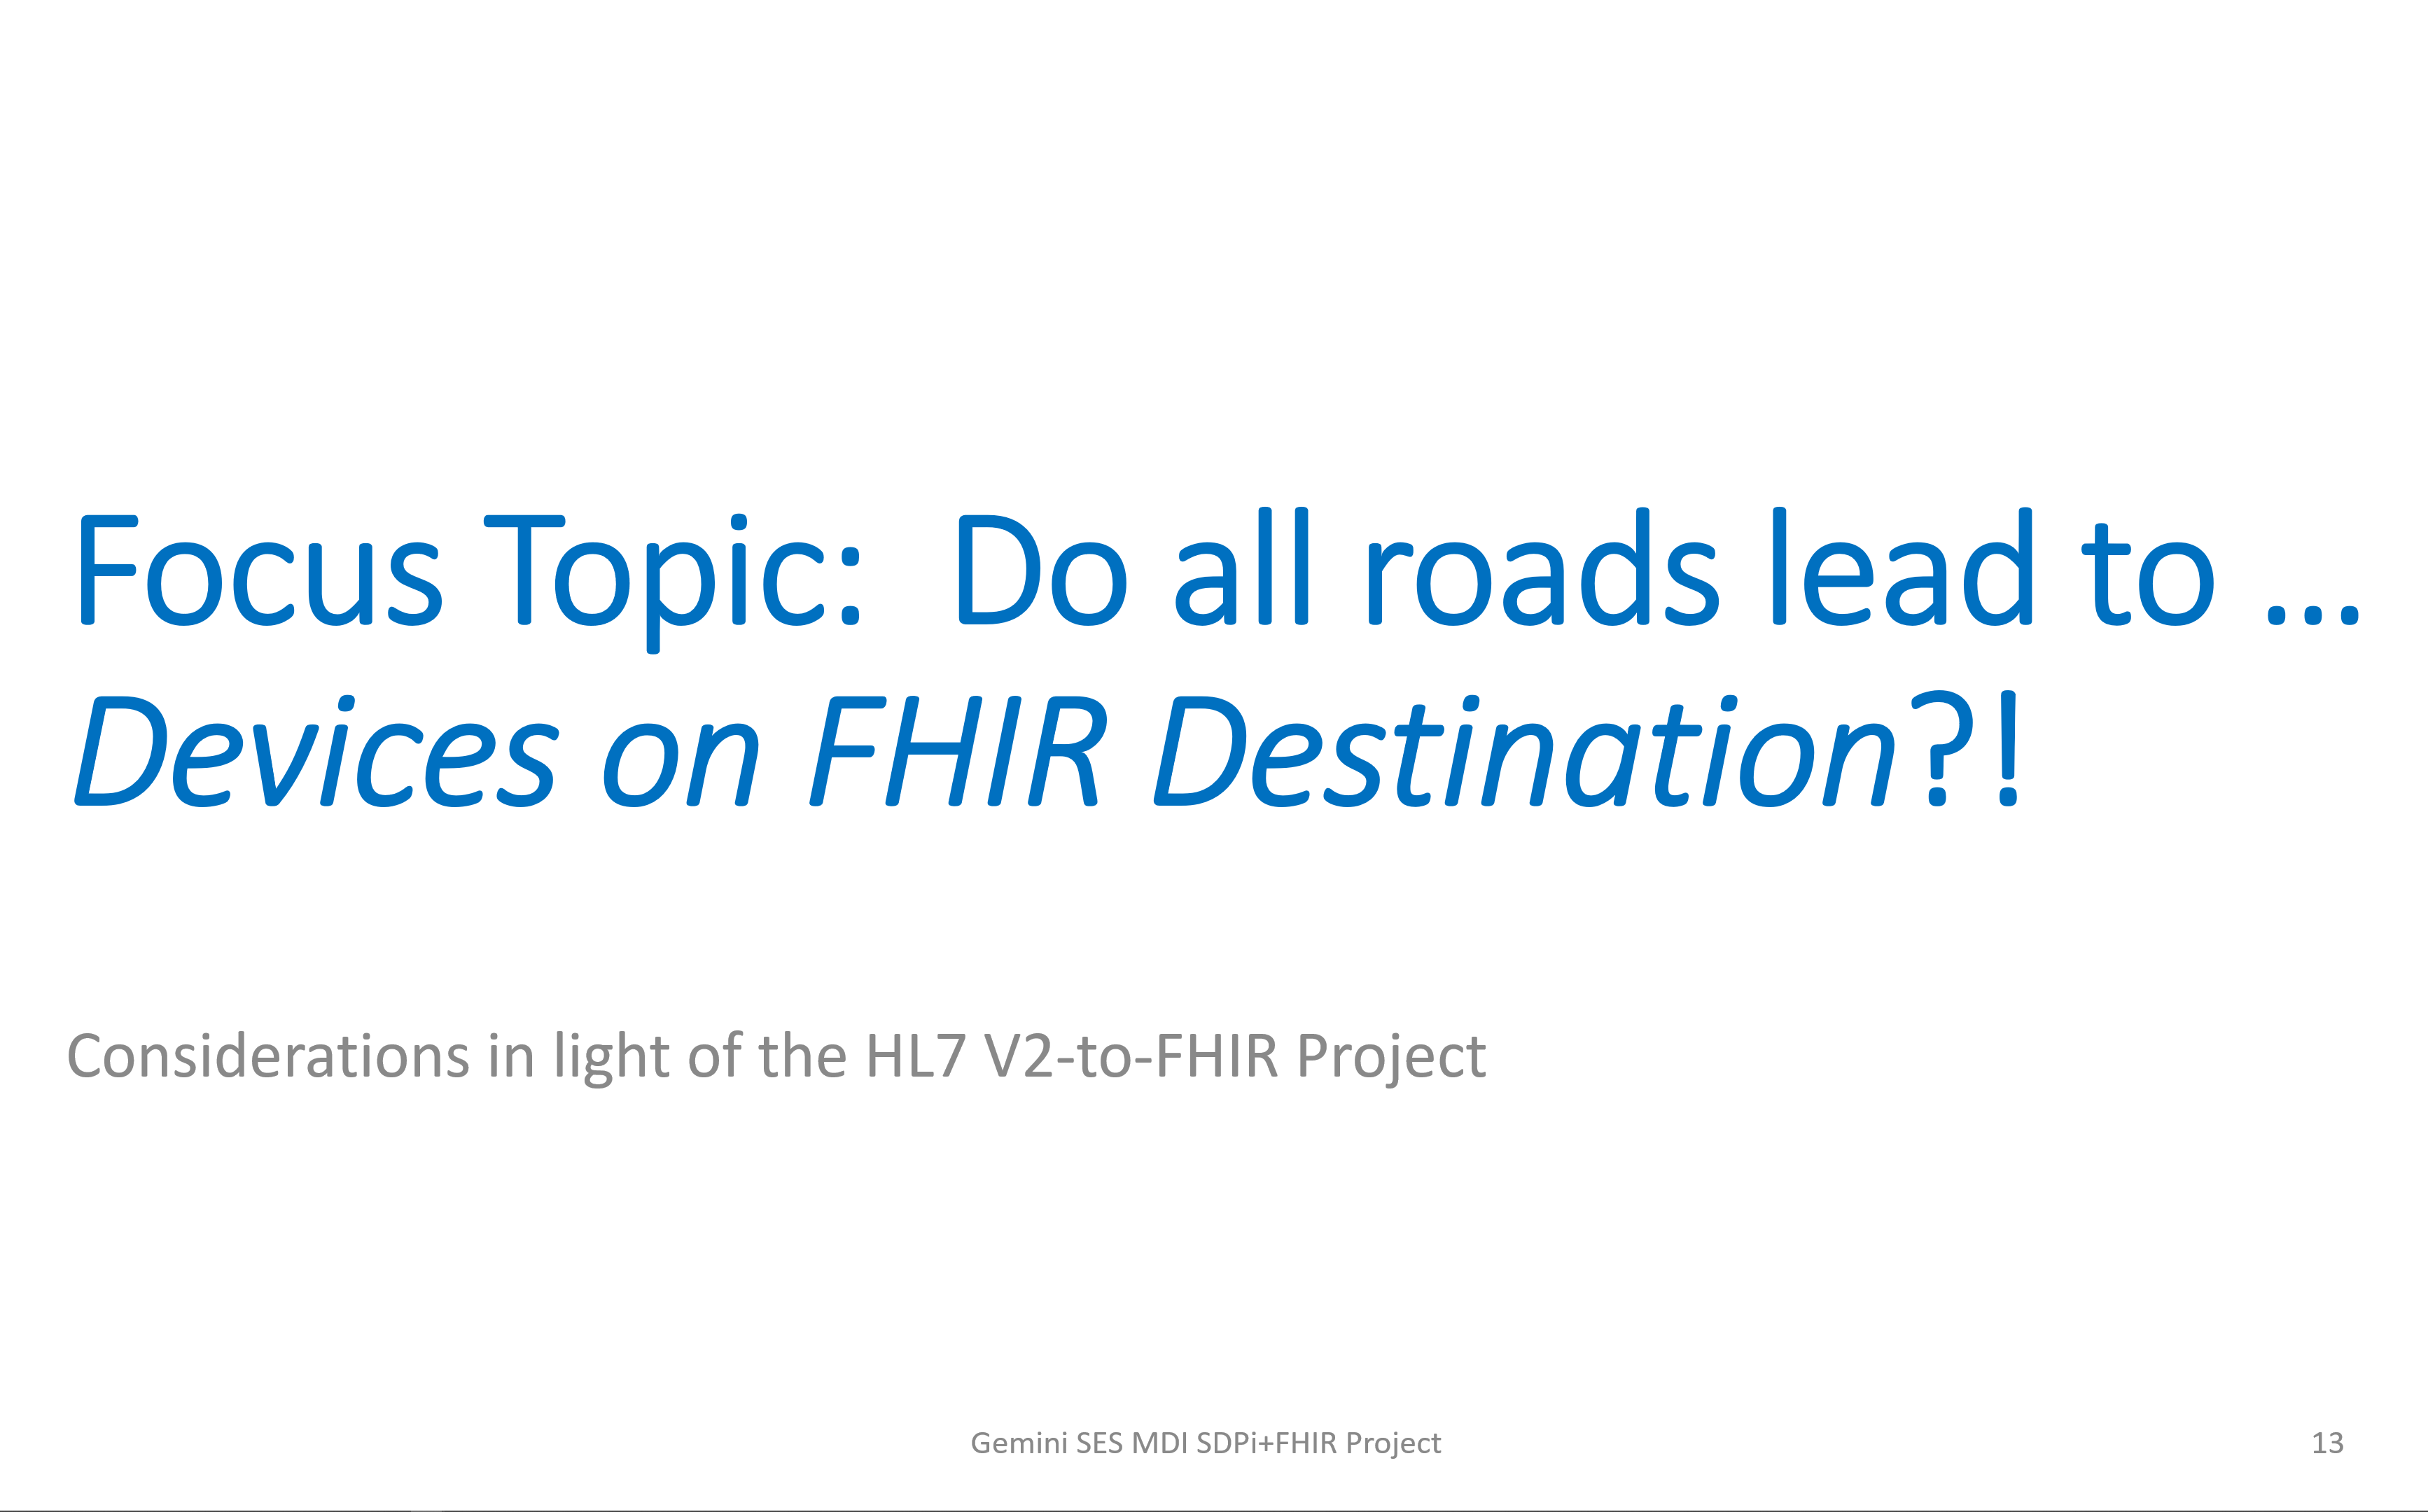 Focus Topic:  Do all roads lead to …
Devices on FHIR Destination?!
Considerations in light of the HL7 V2-to-FHIR Project
Gemini SES MDI SDPi+FHIR Project
13